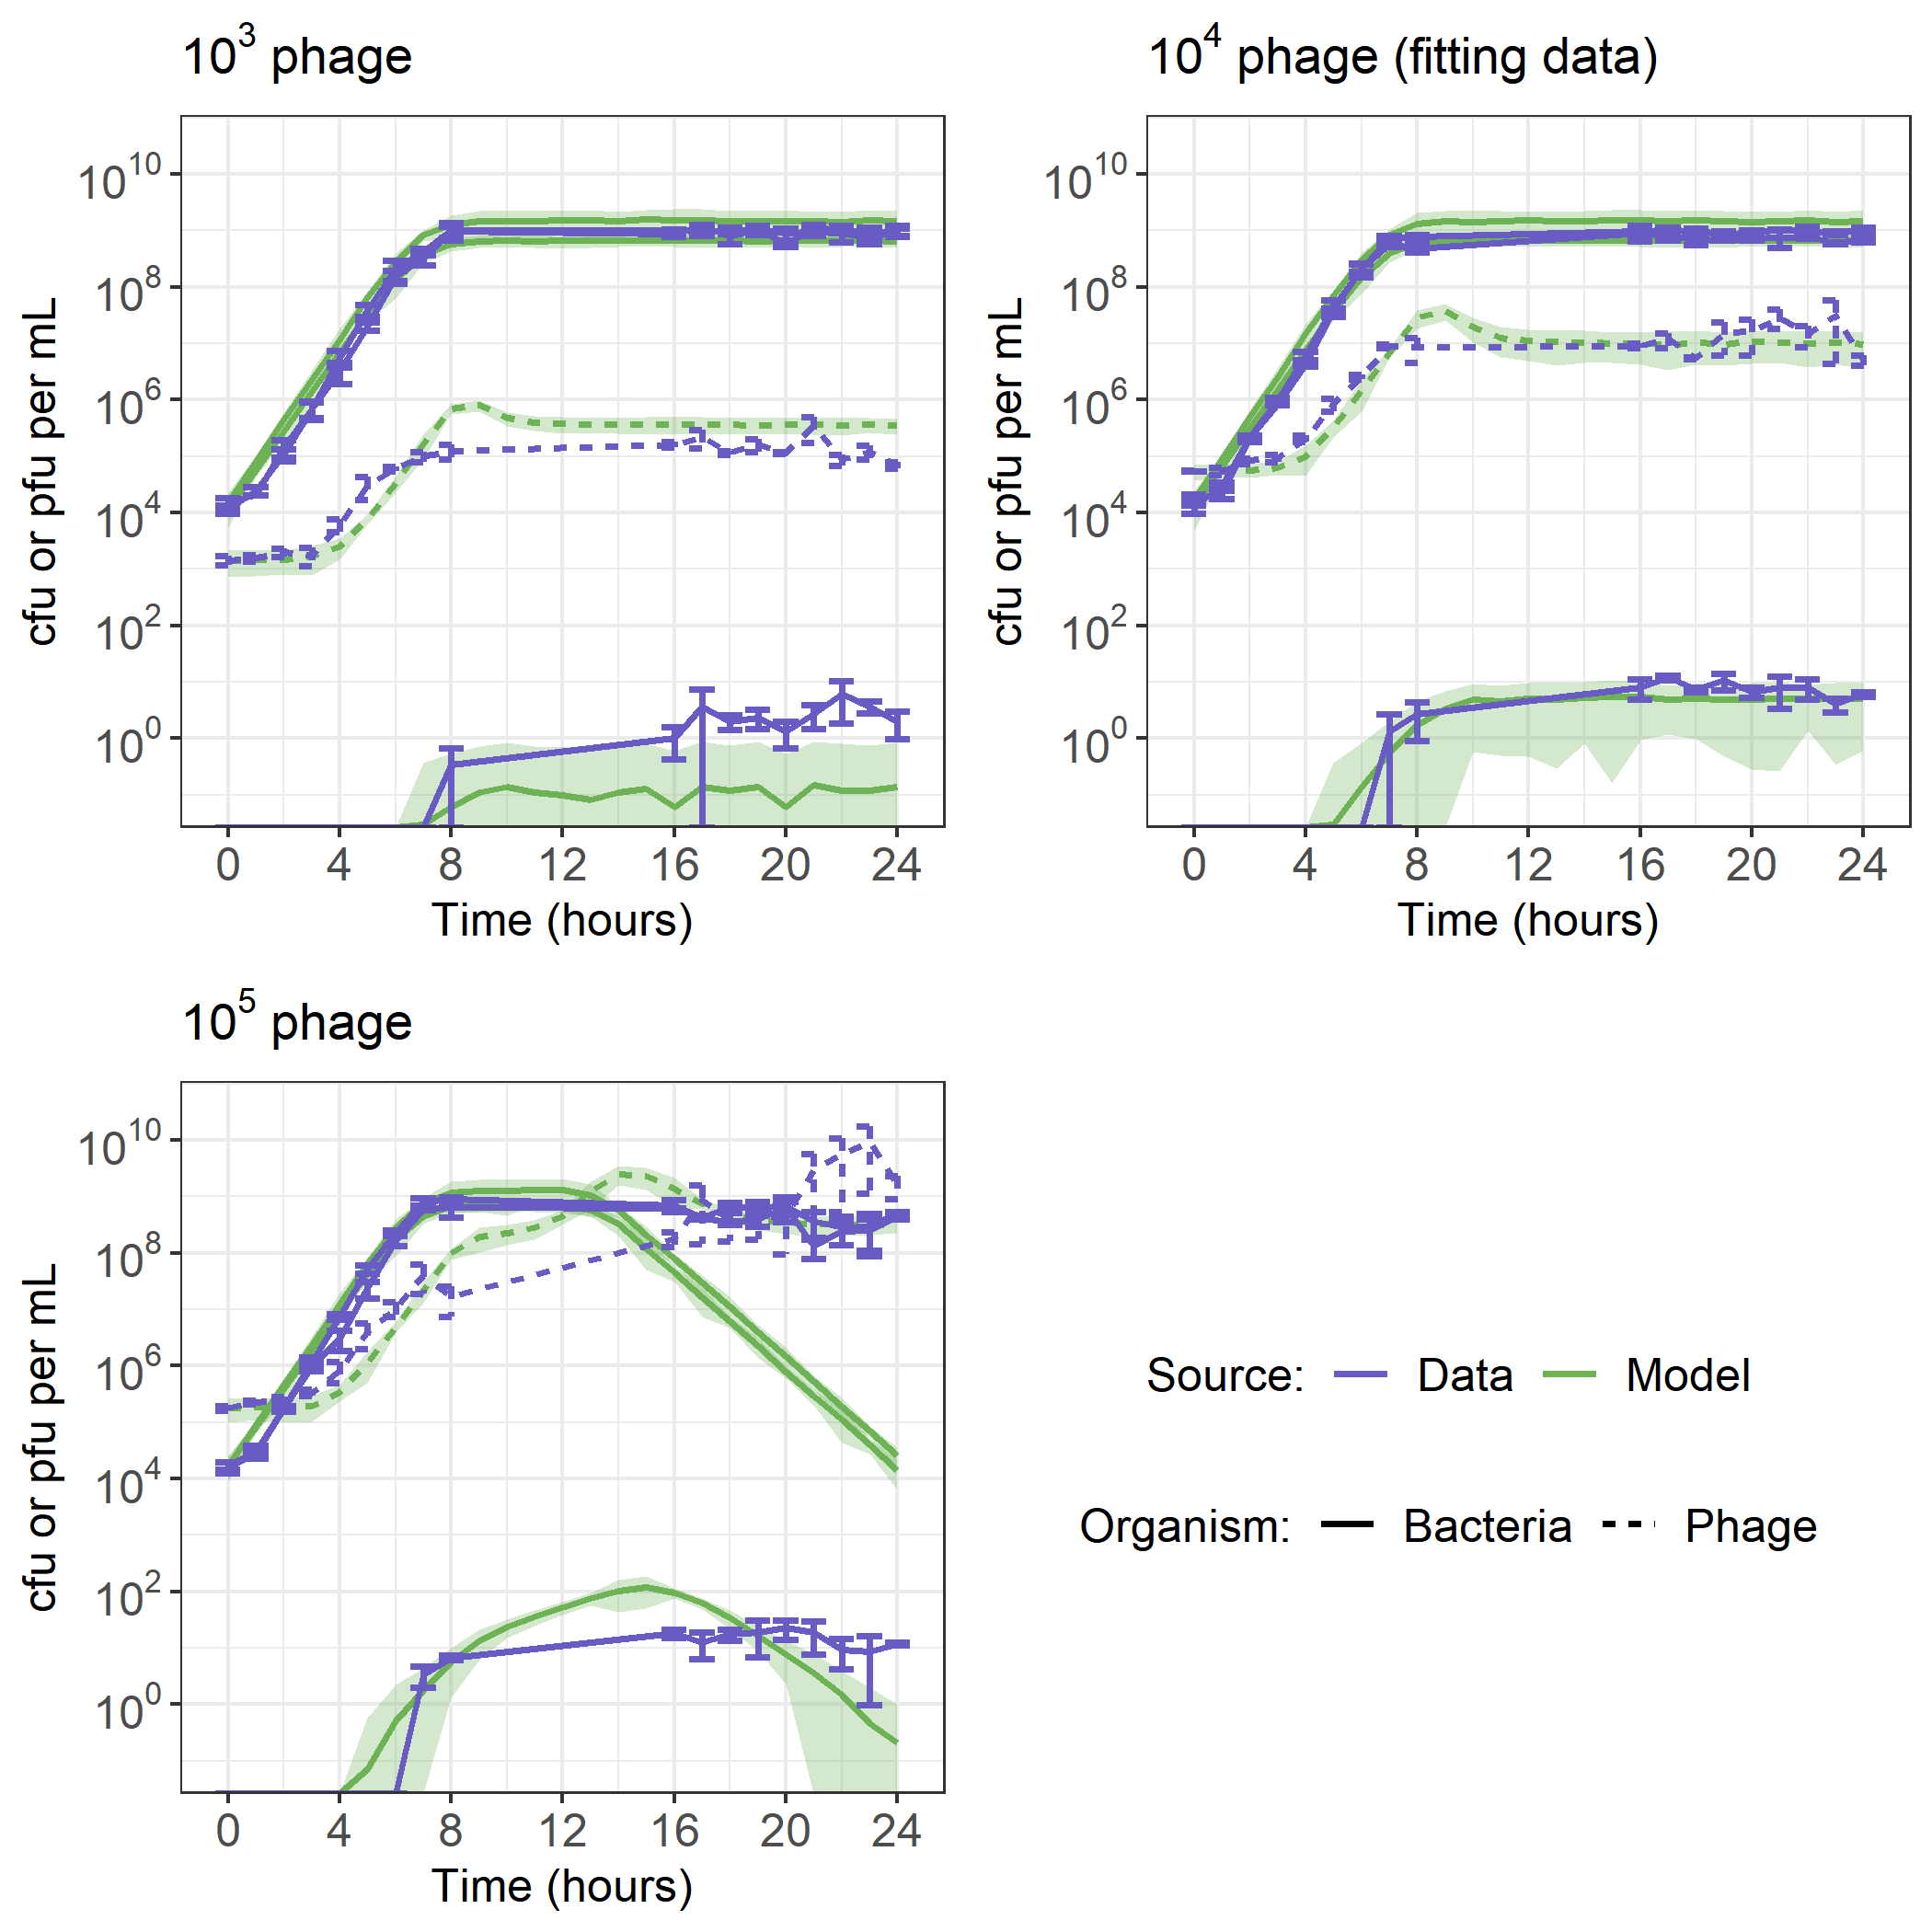 10³ phage
10⁴ phage (fitting data)
cfu or pfu per mL
10¹⁰
10⁸
10⁶
10⁴
10²
10⁰
0 4 8 12 16 20 24
Time (hours)
cfu or pfu per mL
10¹⁰
10⁸
10⁶
10⁴
10²
10⁰
0 4 8 12 16 20 24
Time (hours)
10⁵ phage
cfu or pfu per mL
10¹⁰
10⁸
10⁶
10⁴
10²
10⁰
0 4 8 12 16 20 24
Time (hours)
Source: Data Model
Organism: Bacteria Phage